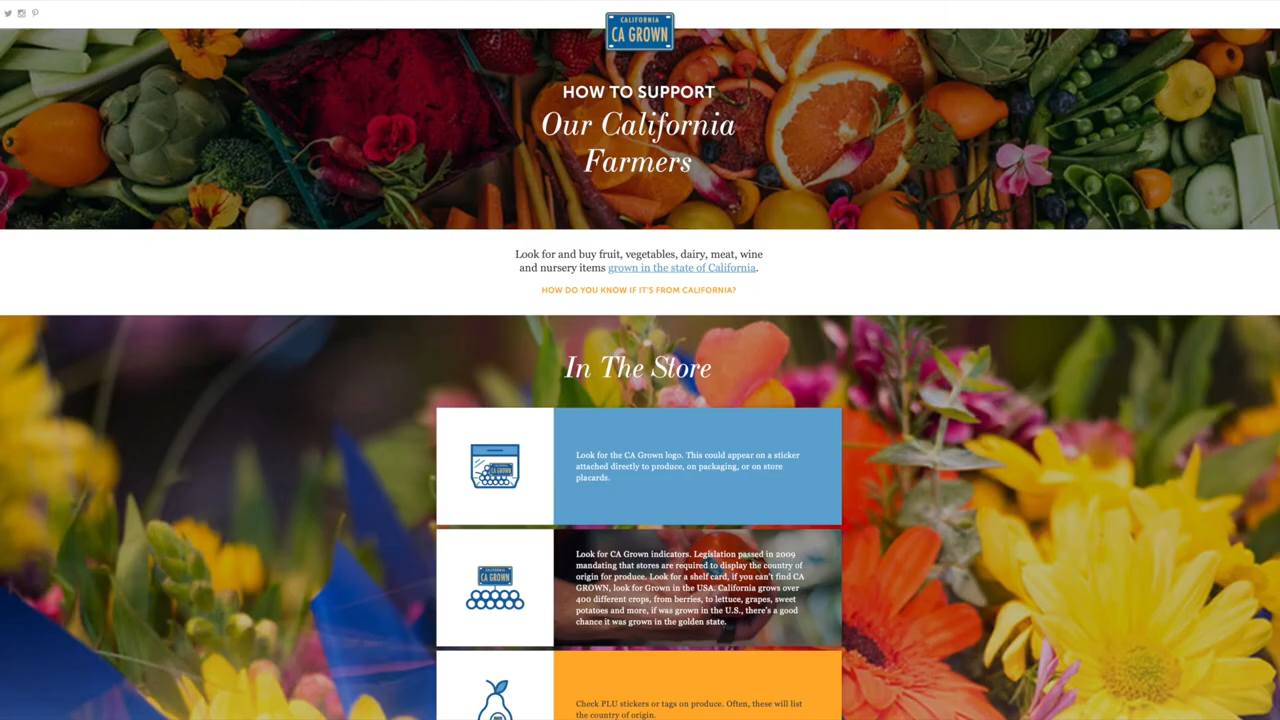 CALIFORNIA
CA GROWN
HOW TO SUPPORT
Our California
Farmers
Look for and buy fruit, vegetables, dairy, meat, wine
and nursery items grown in the state of California.
HOW DO YOU KNOW IF IT'S FROM CALIFORNIA?
In The Store
Look for the CA Grown logo. This could appear on a sticker
attached directly to produce, on packaging, or on store
placards.
CA GROWN
Look for CA Grown indicators. Legislation passed in 2009
mandating that stores are required to display the country of
origin for produce. Look for a shelf card, if you can't find CA
GROWN, look for Grown in the USA. California grows over
400 different crops, from berries, to lettuce, grapes, sweet
potatoes and more, if was grown in the U.S., there's a good
chance it was grown in the golden state.
CA GROWN
Check PLU stickers or tags on produce. Often, these will list
the country of origin.